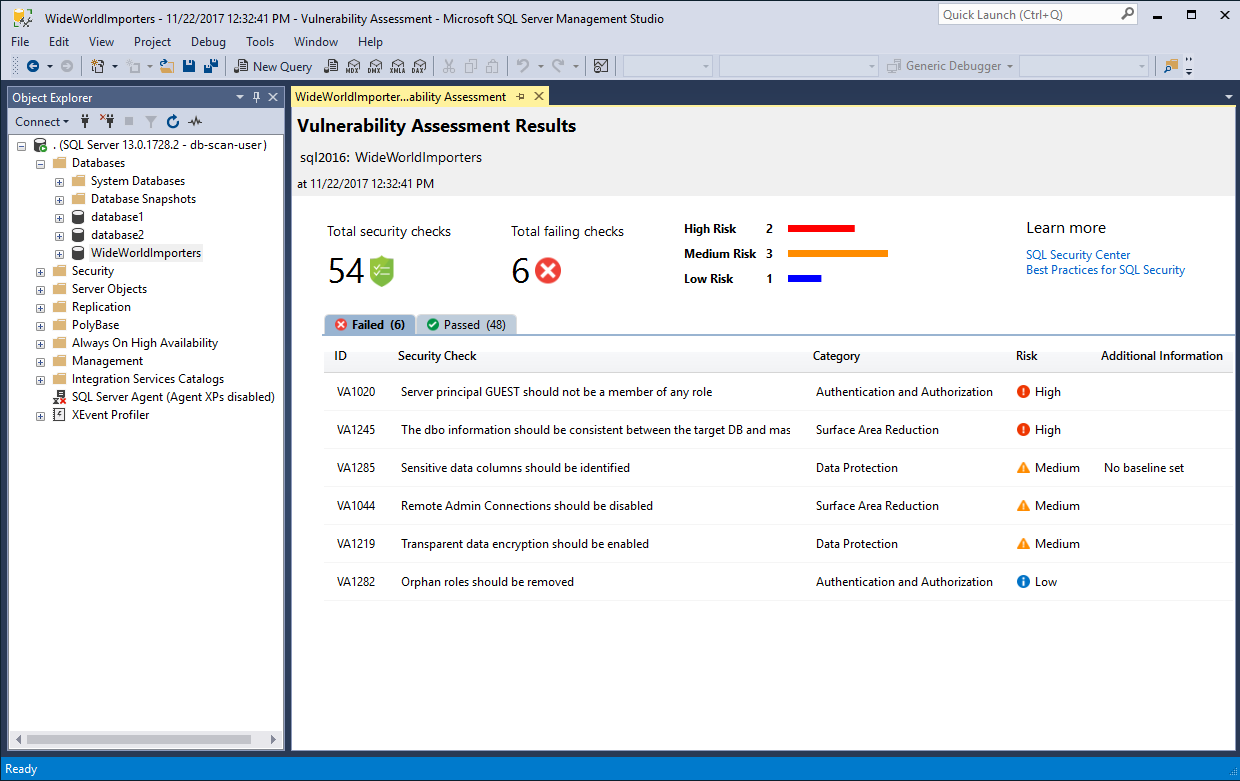 WideWorldImporters - 11/22/2017 12:32:41 PM - Vulnerability Assessment - Microsoft SQL Server Management Studio
Quick Launch (Ctrl+Q)
File Edit View Project Debug Tools Window Help
New Query MDX DMX XMLA DAX Generic Debugger
Object Explorer
Connect
. (SQL Server 13.0.1728.2 - db-scan-user)
Databases
System Databases
Database Snapshots
database1
database2
WideWorldImporters
Security
Server Objects
Replication
PolyBase
Always On High Availability
Management
Integration Services Catalogs
SQL Server Agent (Agent XPs disabled)
XEvent Profiler
WideWorldImporter...ability Assessment
Vulnerability Assessment Results
sql2016: WideWorldImporters
at 11/22/2017 12:32:41 PM
Total security checks
54
Total failing checks
6
High Risk 2
Medium Risk 3
Low Risk 1
Learn more
SQL Security Center
Best Practices for SQL Security
Failed (6) Passed (48)
ID Security Check Category Risk Additional Information
VA1020 Server principal GUEST should not be a member of any role Authentication and Authorization High
VA1245 The dbo information should be consistent between the target DB and mas Surface Area Reduction High
VA1285 Sensitive data columns should be identified Data Protection Medium No baseline set
VA1044 Remote Admin Connections should be disabled Surface Area Reduction Medium
VA1219 Transparent data encryption should be enabled Data Protection Medium
VA1282 Orphan roles should be removed Authentication and Authorization Low
Ready